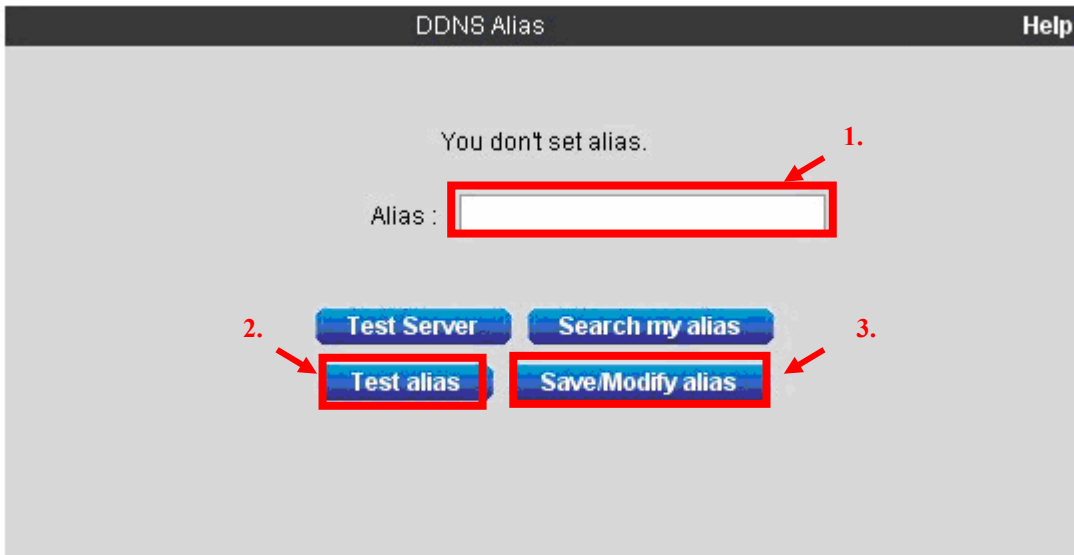 DDNS Alias Help
You don't set alias.
1.
Alias :
2. Test Server Search my alias 3.
Test alias Save/Modify alias